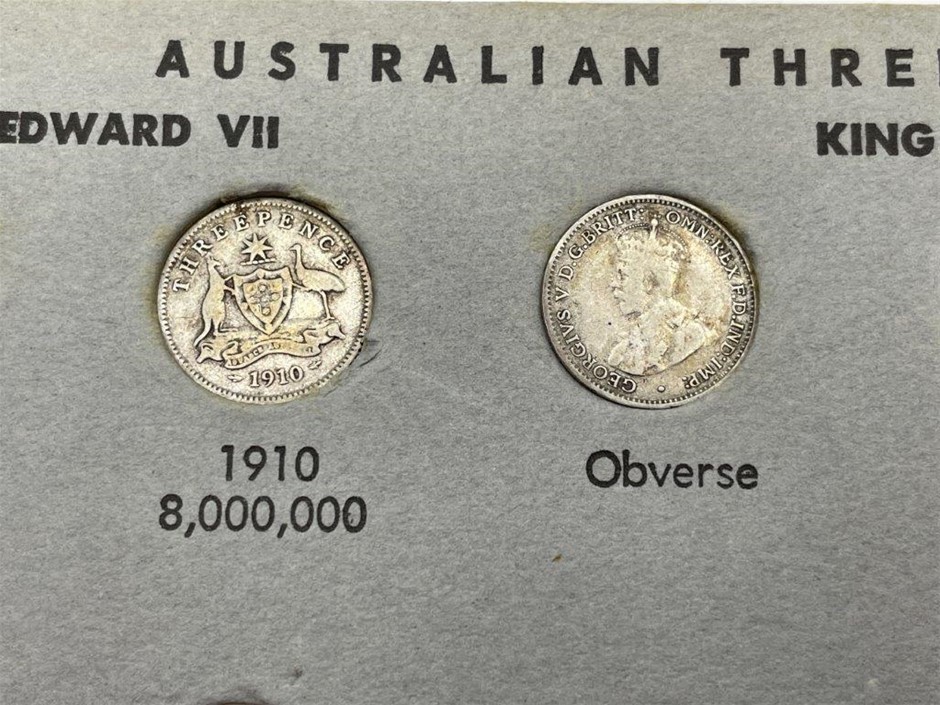 AUSTRALIAN THRE
EDWARD VII
KING
THREEPENCE
1910
GEORGIVS V D.G.BRITT: OMN:REX F.D.IND:IMP:
1910
8,000,000
Obverse